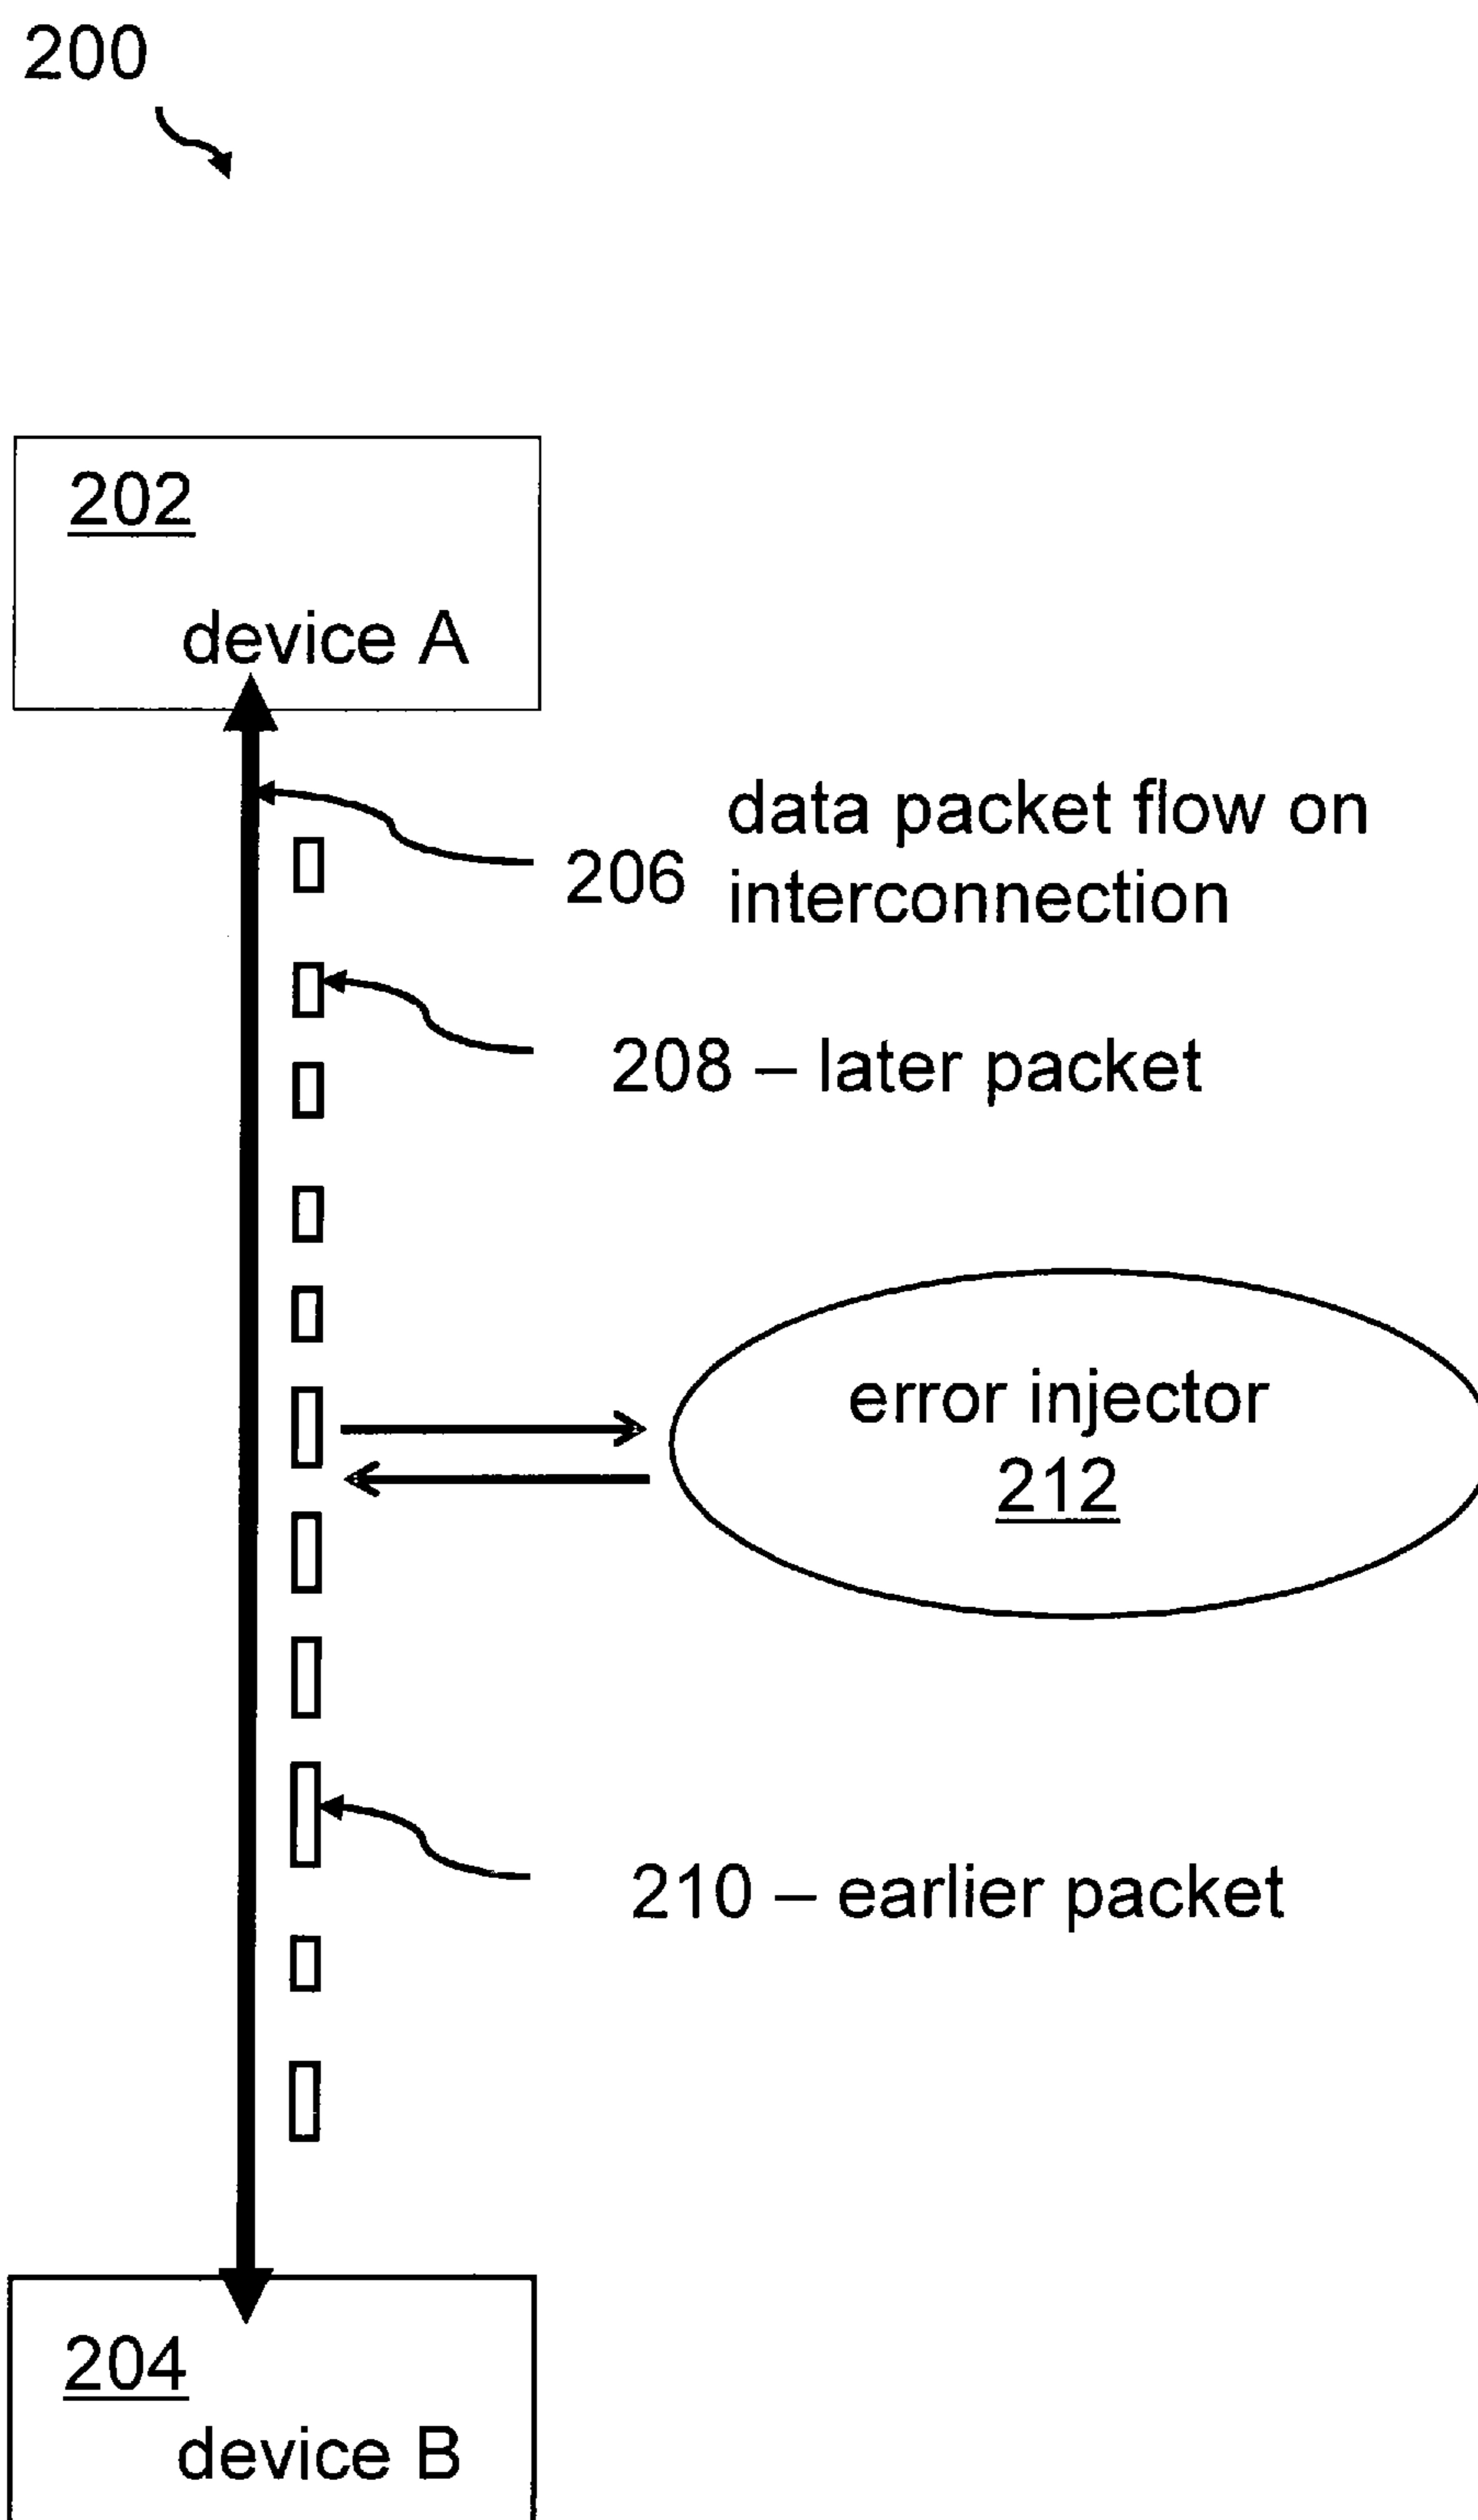 200
202
device A
data packet flow on
206 interconnection
208 – later packet
error injector
212
210 – earlier packet
204
device B